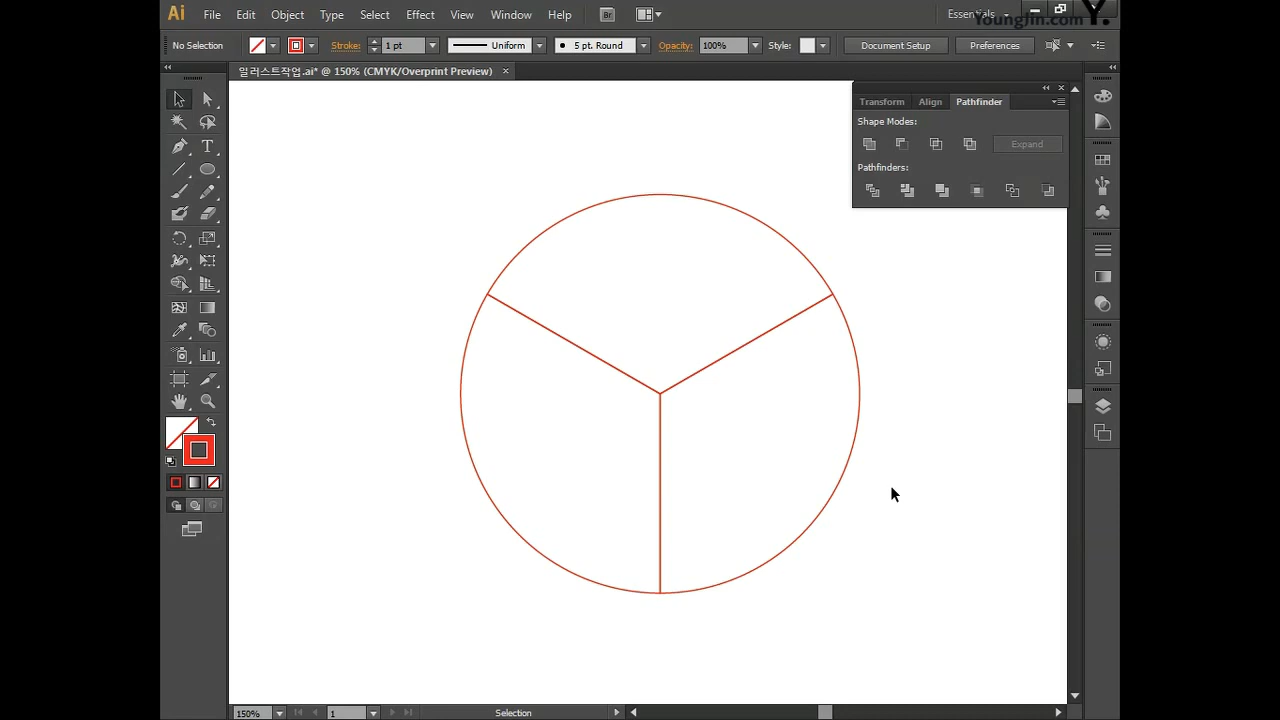 Ai File Edit Object Type Select Effect View Window Help Br Essentials
YoungJin.com Y.
No Selection Stroke: 1 pt Uniform 5 pt. Round Opacity: 100% Style: Document Setup Preferences
일러스트작업.ai* @ 150% (CMYK/Overprint Preview) ×
Transform Align Pathfinder
Shape Modes:
Expand
Pathfinders:
150% 1 Selection